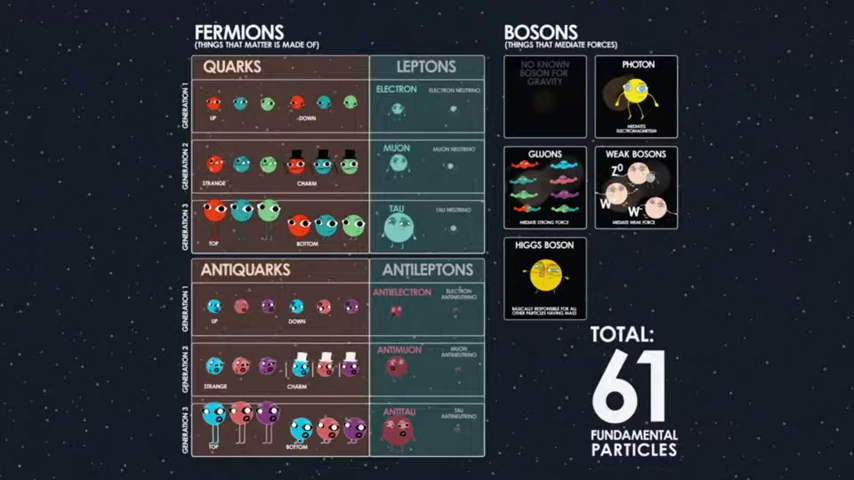 FERMIONS
(THINGS THAT MATTER IS MADE OF)
QUARKS
LEPTONS
GENERATION 1
UP
DOWN
ELECTRON
ELECTRON NEUTRINO
GENERATION 2
STRANGE
CHARM
MUON
MUON NEUTRINO
GENERATION 3
TOP
BOTTOM
TAU
TAU NEUTRINO
ANTIQUARKS
ANTILEPTONS
GENERATION 1
UP
DOWN
ANTIELECTRON
ELECTRON
ANTINEUTRINO
GENERATION 2
STRANGE
CHARM
ANTIMUON
MUON
ANTINEUTRINO
GENERATION 3
TOP
BOTTOM
ANTITAU
TAU
ANTINEUTRINO
BOSONS
(THINGS THAT MEDIATE FORCES)
NO KNOWN
BOSON FOR
GRAVITY
PHOTON
MEDIATES
ELECTROMAGNETISM
GLUONS
MEDIATE STRONG FORCE
WEAK BOSONS
Z⁰
W⁺
W⁻
MEDIATE WEAK FORCE
HIGGS BOSON
BASICALLY RESPONSIBLE FOR ALL
OTHER PARTICLES HAVING MASS
TOTAL:
61
FUNDAMENTAL
PARTICLES